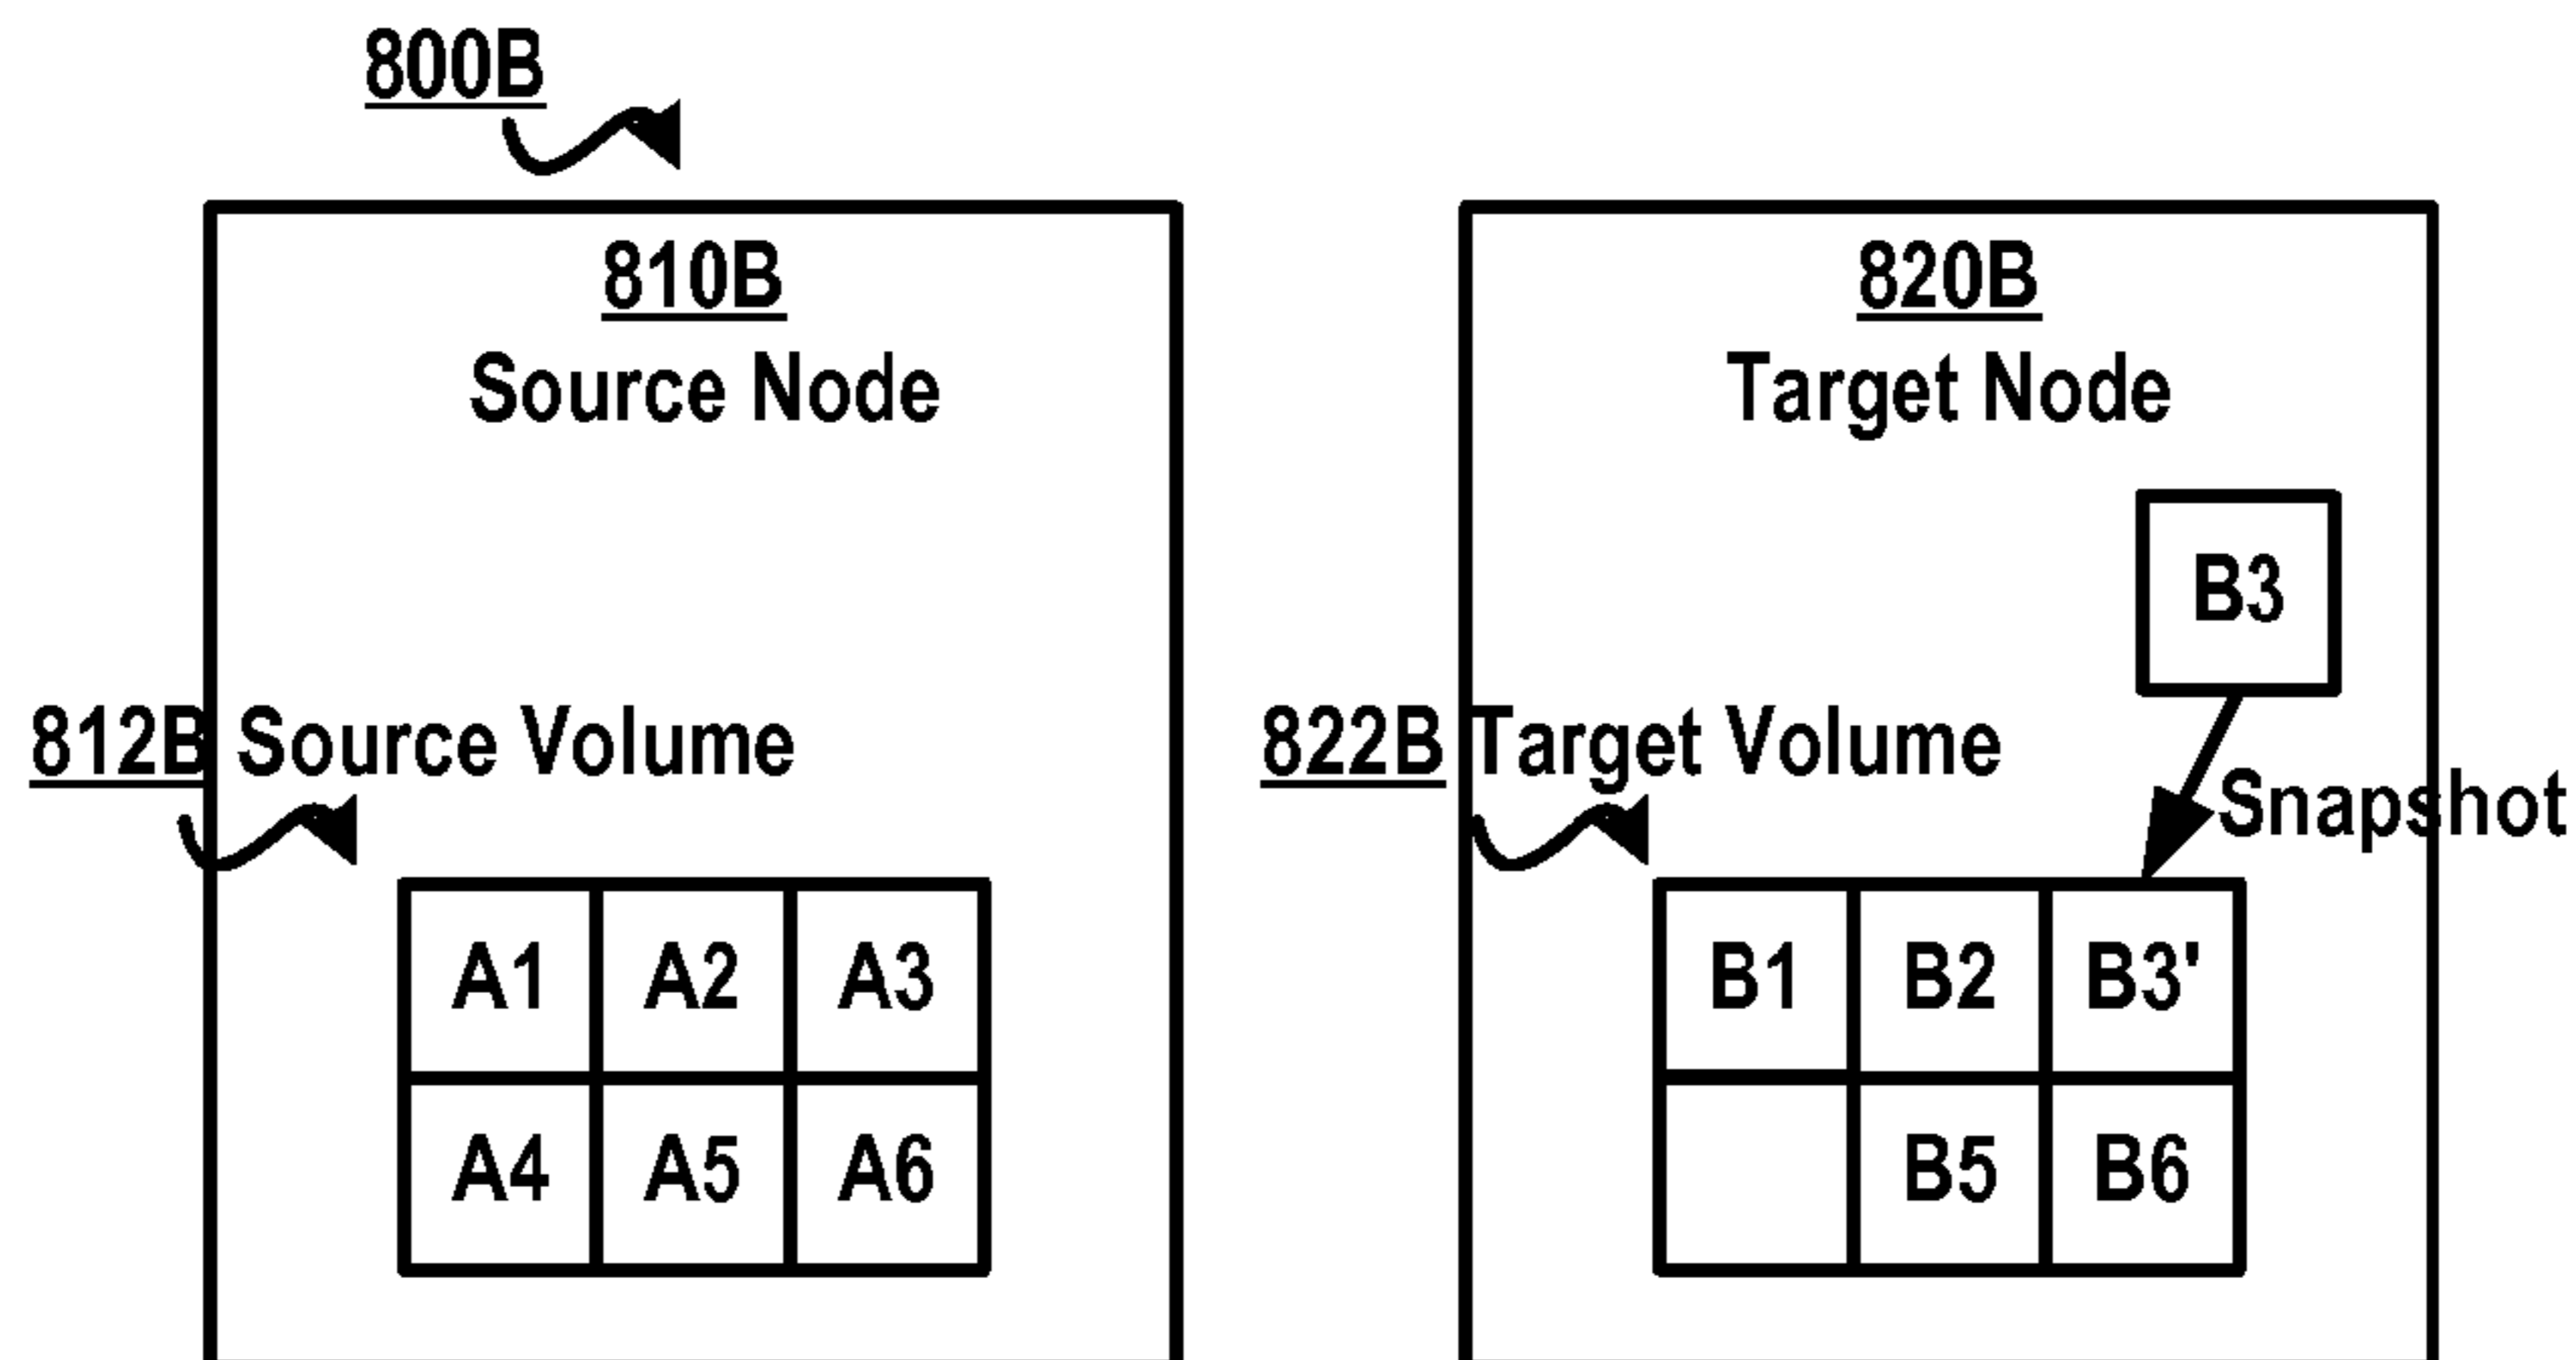 800B
810B
Source Node
812B Source Volume
A1 A2 A3
A4 A5 A6
820B
Target Node
B3
822B Target Volume
Snapshot
B1 B2 B3'
B5 B6